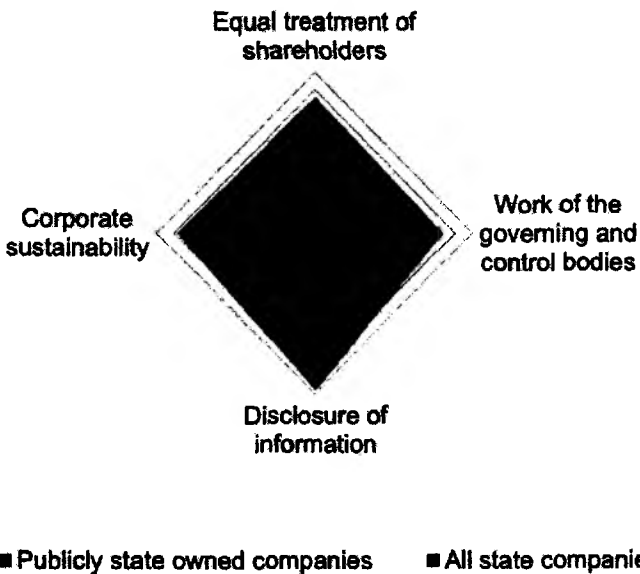 Equal treatment of
shareholders
Corporate
sustainability
Work of the
governing and
control bodies
Disclosure of
information
Publicly state owned companies
All state companie